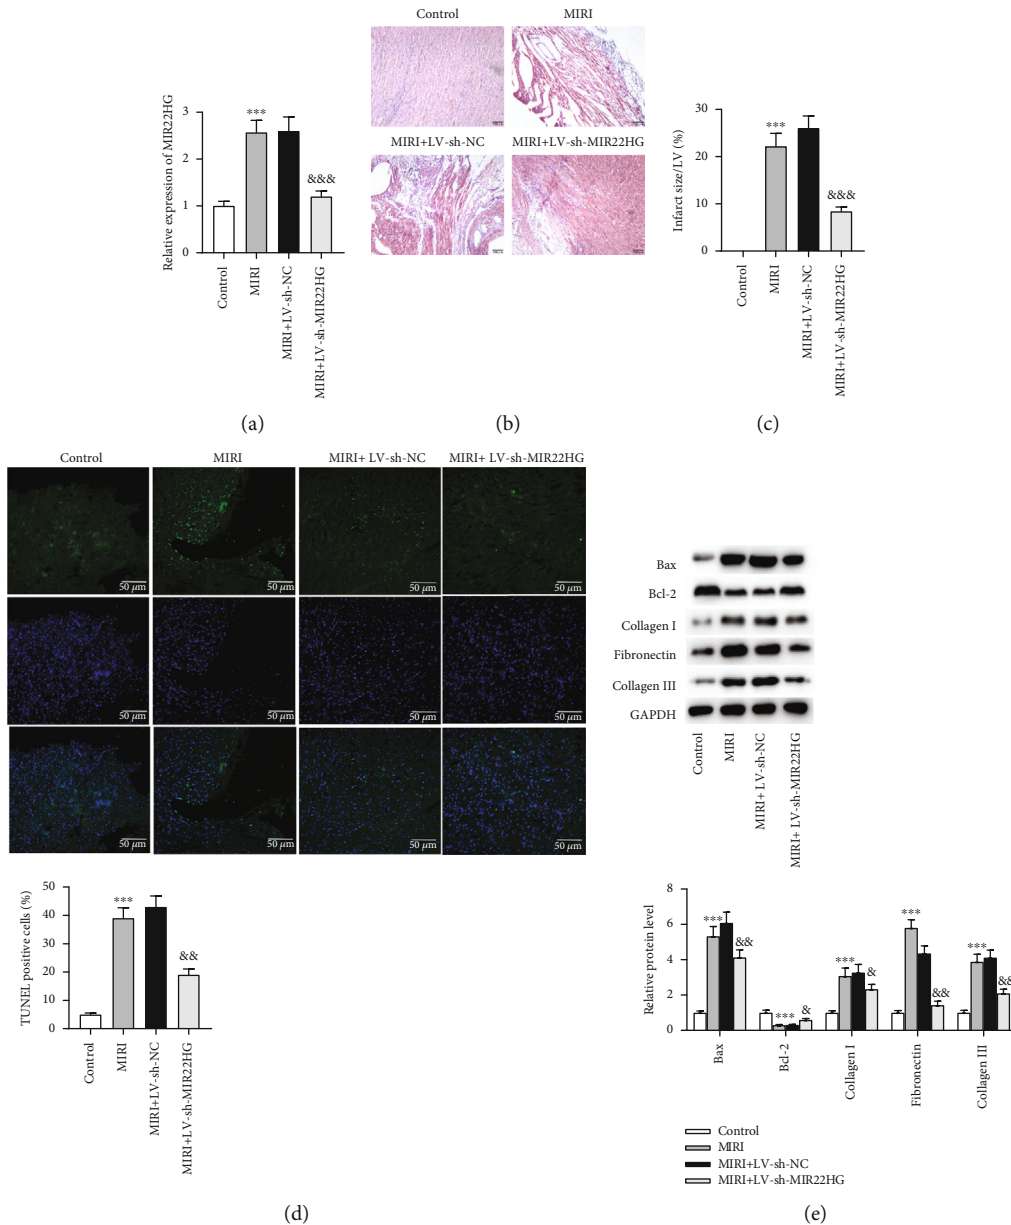 Relative expression of MIR22HG
3
2
1
0
***
&&&
Control
MIRI
MIRI+LV-sh-NC
MIRI+LV-sh-MIR22HG
(a)
Control
MIRI
MIRI+LV-sh-NC
MIRI+LV-sh-MIR22HG
(b)
Infarct size/LV (%)
30
20
10
0
***
&&&
Control
MIRI
MIRI+LV-sh-NC
MIRI+LV-sh-MIR22HG
(c)
Control
MIRI
MIRI+ LV-sh-NC
MIRI+ LV-sh-MIR22HG
50 μm
50 μm
50 μm
50 μm
50 μm
50 μm
50 μm
50 μm
50 μm
50 μm
50 μm
50 μm
TUNEL positive cells (%)
50
40
30
20
10
0
***
&&
Control
MIRI
MIRI+LV-sh-NC
MIRI+LV-sh-MIR22HG
(d)
Bax
Bcl-2
Collagen I
Fibronectin
Collagen III
GAPDH
Control
MIRI
MIRI+ LV-sh-NC
MIRI+ LV-sh-MIR22HG
Relative protein level
8
6
4
2
0
***
&&
***
&
***
&
***
&&
***
&&
Bax
Bcl-2
Collagen I
Fibronectin
Collagen III
Control
MIRI
MIRI+LV-sh-NC
MIRI+LV-sh-MIR22HG
(e)